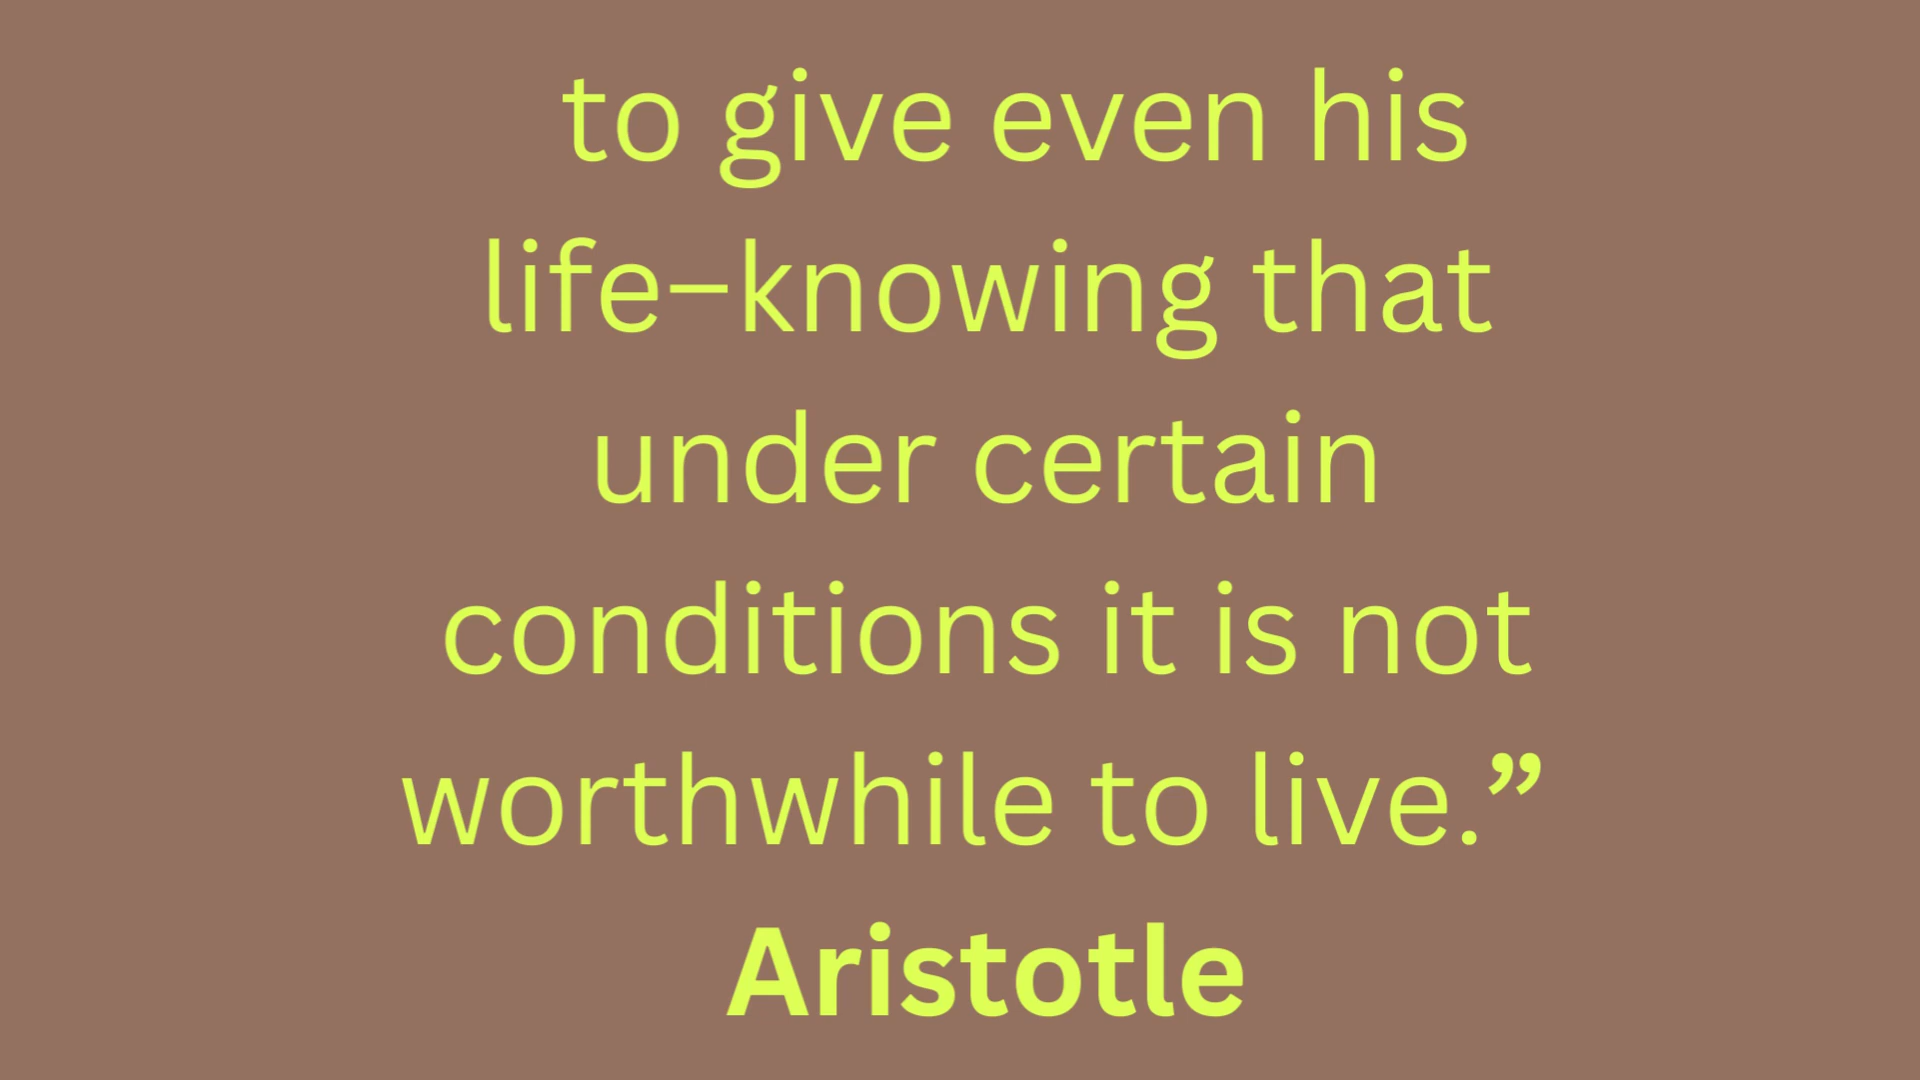 to give even his
life–knowing that
under certain
conditions it is not
worthwhile to live.”
Aristotle